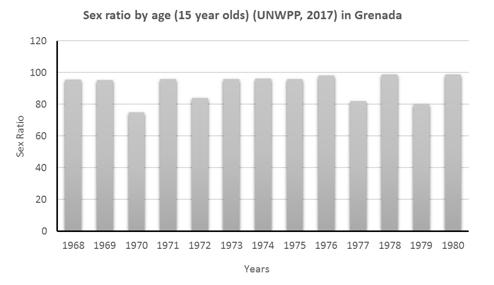 Sex ratio by age (15 year olds) (UNWPP, 2017) in Grenada
120
100
80
60
40
20
0
Sex Ratio
1968 1969 1970 1971 1972 1973 1974 1975 1976 1977 1978 1979 1980
Years